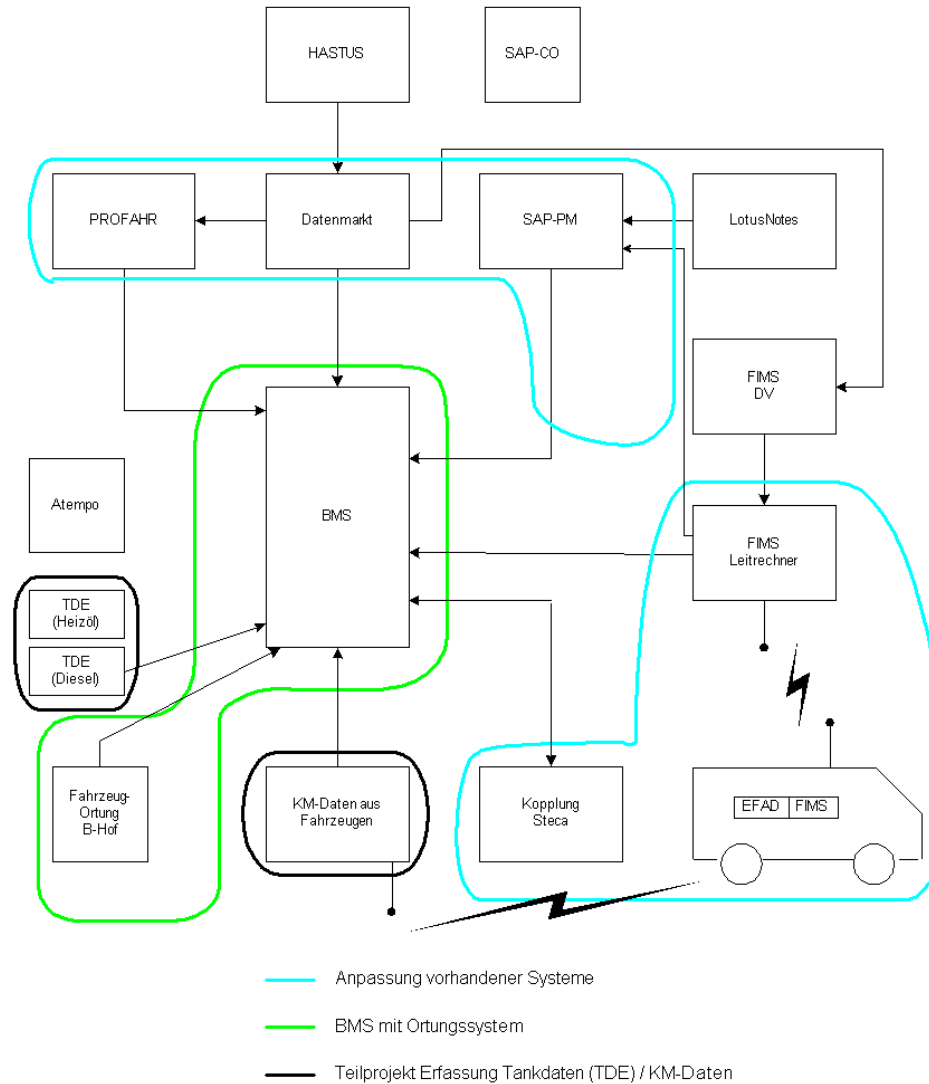 HASTUS
SAP-CO
PROFAHR
Datenmarkt
SAP-PM
LotusNotes
FIMS
DV
BMS
Atempo
FIMS
Leitrechner
TDE
(Heizöl)
TDE
(Diesel)
Fahrzeug-
Ortung
B-Hof
KM-Daten aus
Fahrzeugen
Kopplung
Steca
EFAD FIMS
Anpassung vorhandener Systeme
BMS mit Ortungssystem
Teilprojekt Erfassung Tankdaten (TDE) / KM-Daten